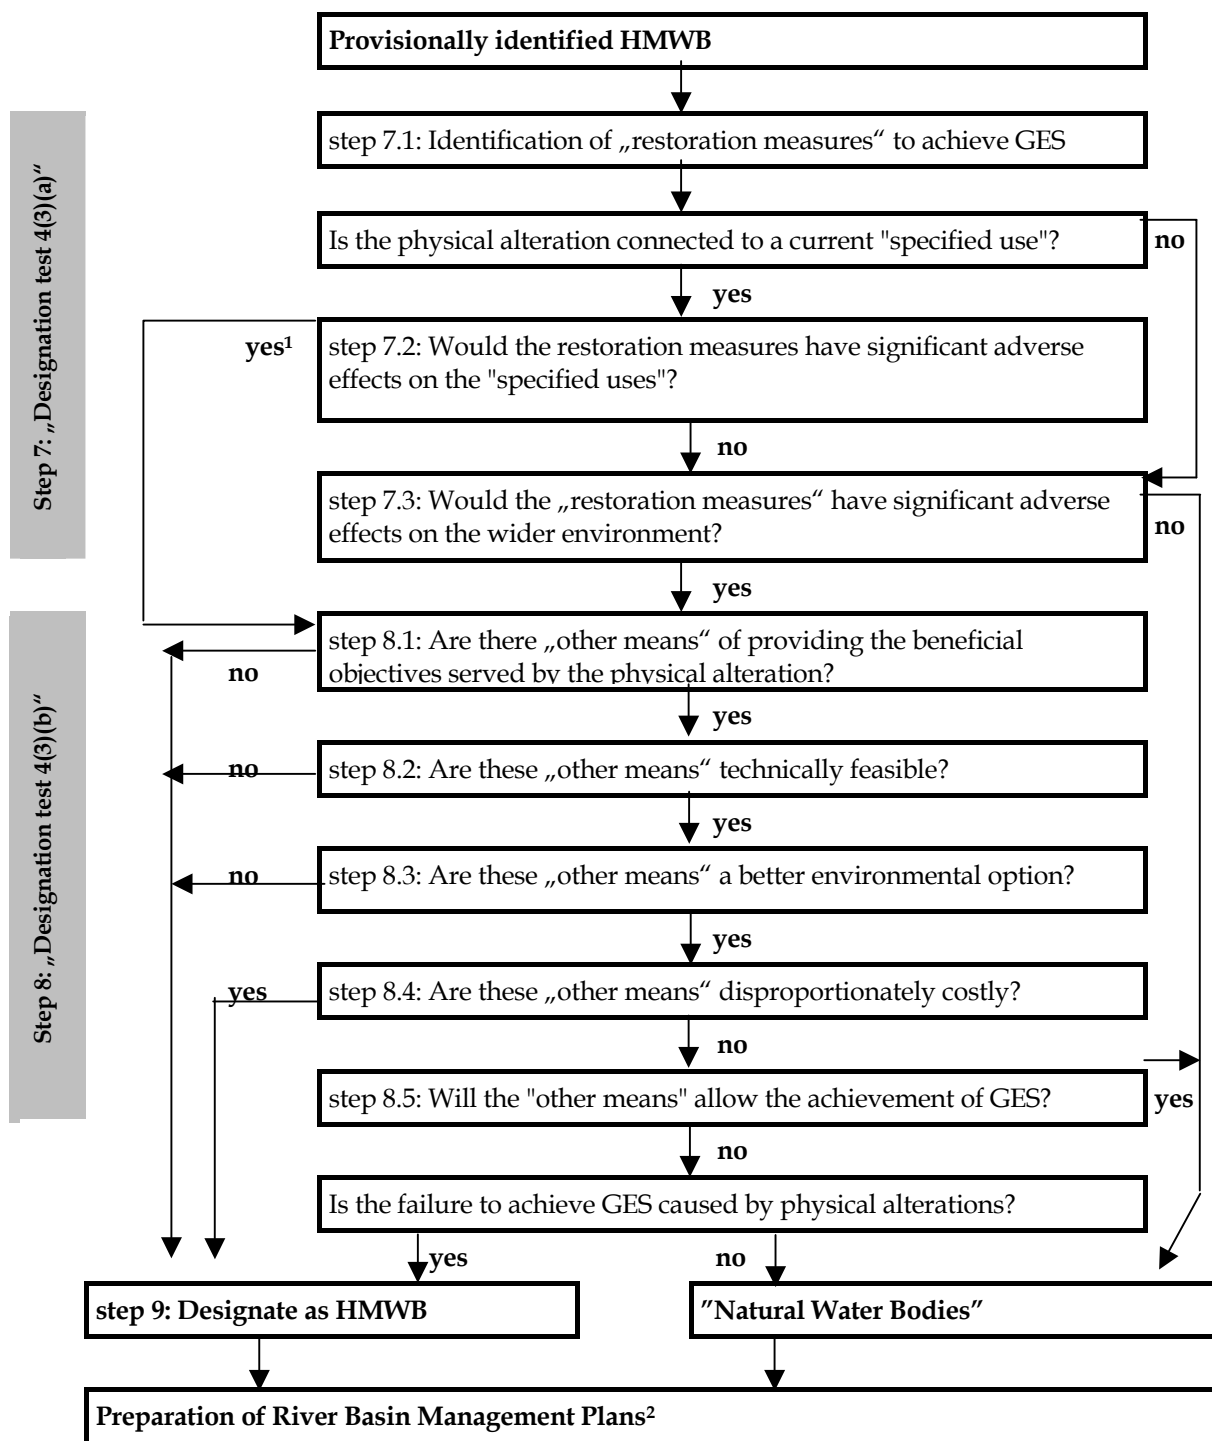 Provisionally identified HMWB
Step 7: „Designation test 4(3)(a)“
step 7.1: Identification of „restoration measures“ to achieve GES
Is the physical alteration connected to a current "specified use"?
no
yes
yes¹
step 7.2: Would the restoration measures have significant adverse
effects on the "specified uses"?
no
step 7.3: Would the „restoration measures“ have significant adverse
effects on the wider environment?
no
yes
Step 8: „Designation test 4(3)(b)“
step 8.1: Are there „other means“ of providing the beneficial
objectives served by the physical alteration?
no
yes
step 8.2: Are these „other means“ technically feasible?
no
yes
step 8.3: Are these „other means“ a better environmental option?
no
yes
step 8.4: Are these „other means“ disproportionately costly?
yes
no
step 8.5: Will the "other means" allow the achievement of GES?
yes
no
Is the failure to achieve GES caused by physical alterations?
yes
no
step 9: Designate as HMWB
”Natural Water Bodies”
Preparation of River Basin Management Plans²